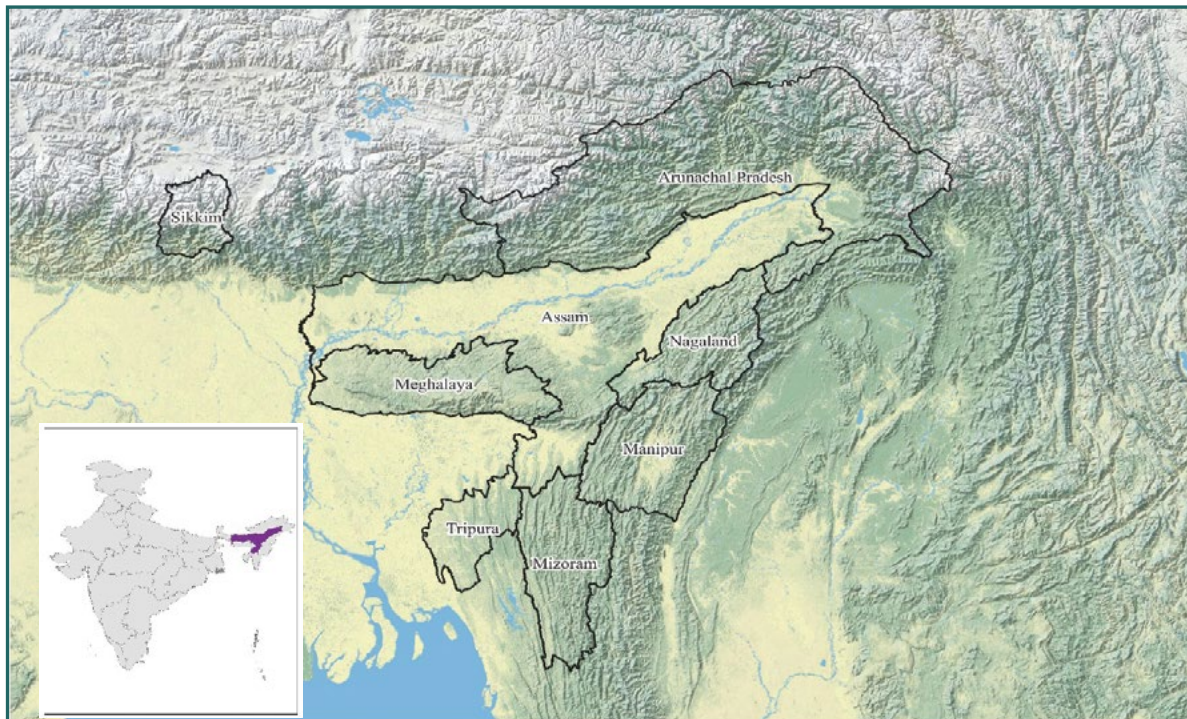 Arunachal Pradesh
Sikkim
Assam
Nagaland
Meghalaya
Manipur
Tripura
Mizoram